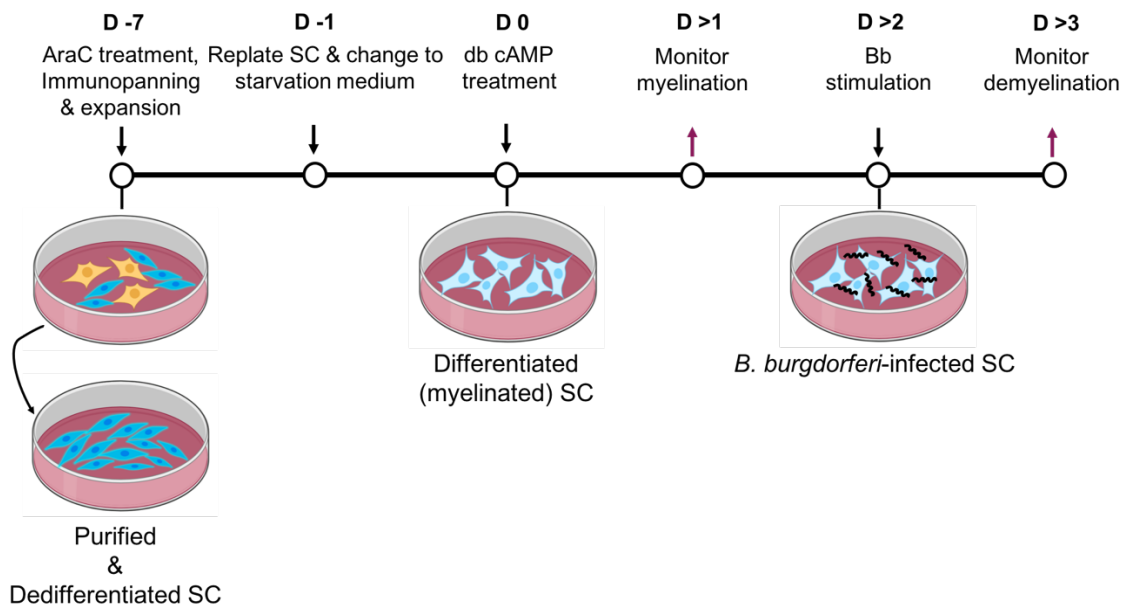 D -7
AraC treatment,
Immunopanning
& expansion
D -1
Replate SC & change to
starvation medium
D 0
db cAMP
treatment
D >1
Monitor
myelination
D >2
Bb
stimulation
D >3
Monitor
demyelination
Differentiated
(myelinated) SC
B. burgdorferi-infected SC
Purified
&
Dedifferentiated SC